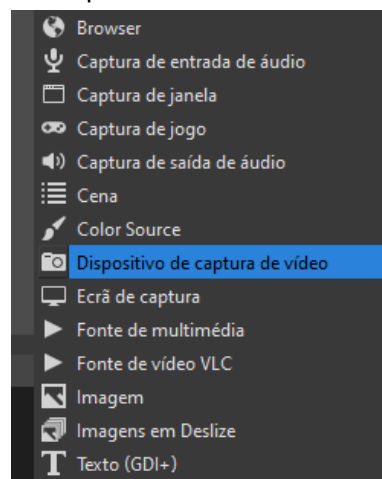 Browser
Captura de entrada de áudio
Captura de janela
Captura de jogo
Captura de saída de áudio
Cena
Color Source
Dispositivo de captura de vídeo
Ecrã de captura
Fonte de multimédia
Fonte de vídeo VLC
Imagem
Imagens em Deslize
Texto (GDI+)